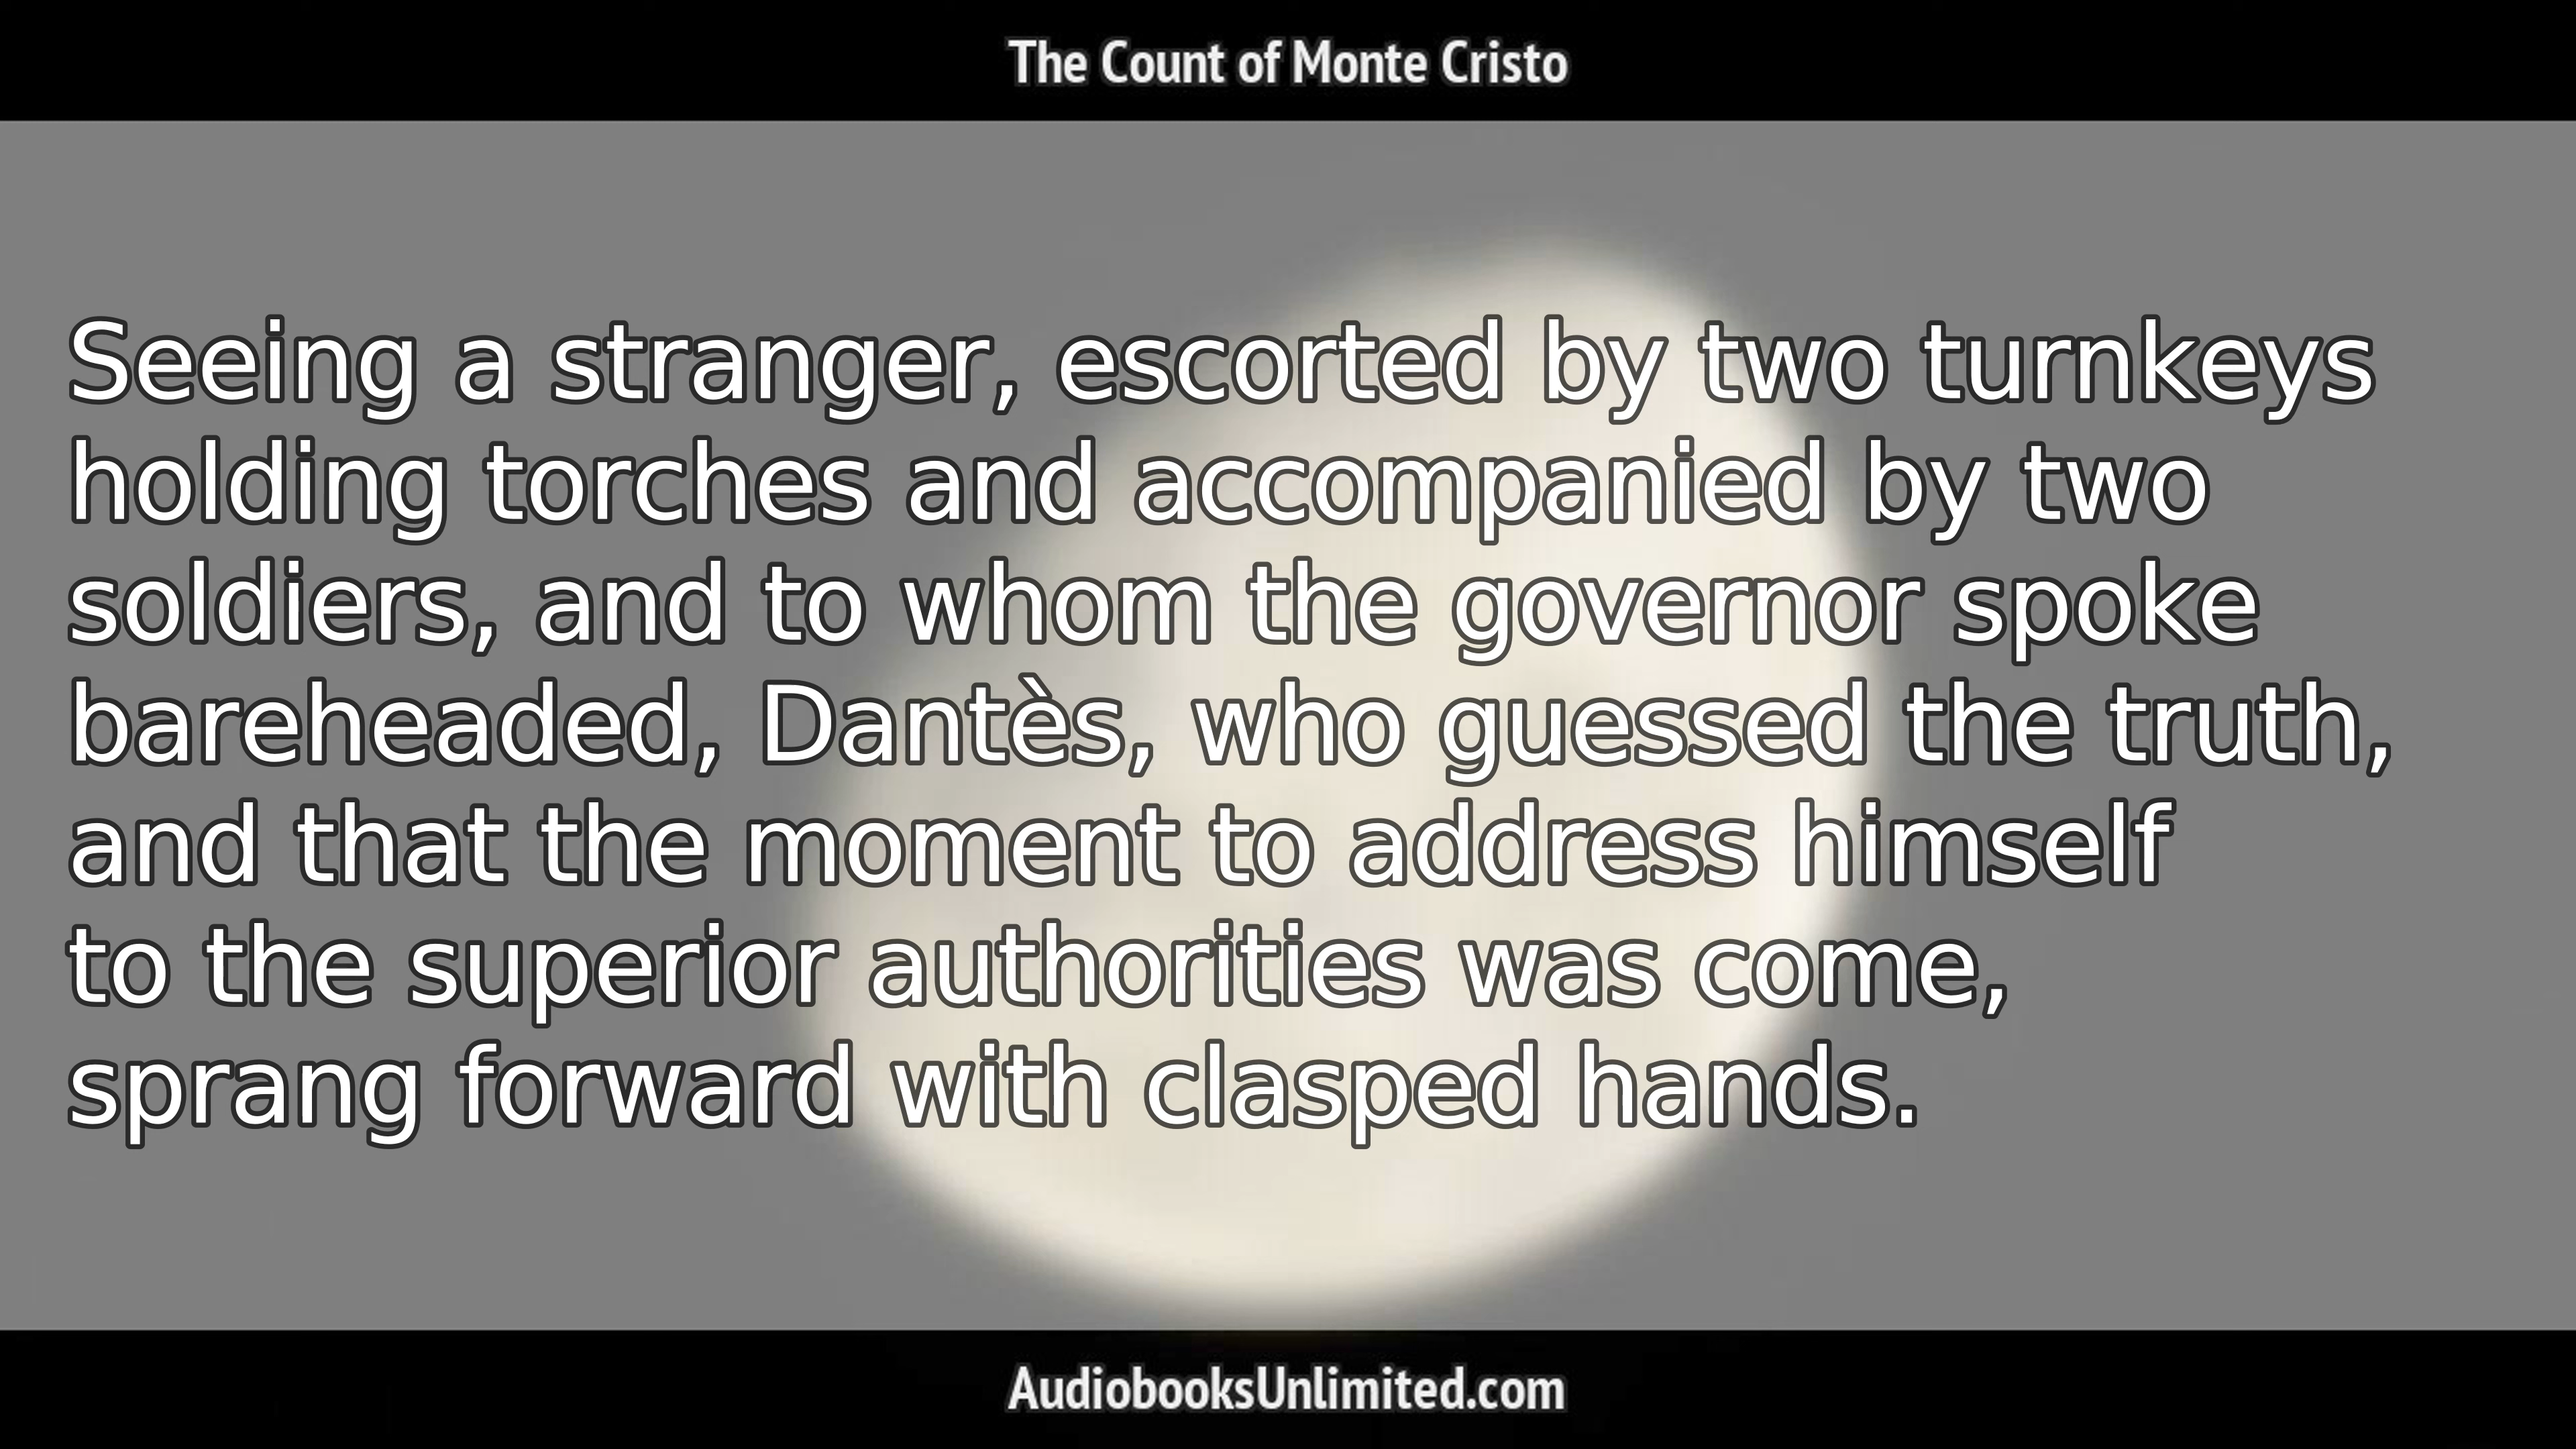 The Count of Monte Cristo
Seeing a stranger, escorted by two turnkeys
holding torches and accompanied by two
soldiers, and to whom the governor spoke
bareheaded, Dantès, who guessed the truth,
and that the moment to address himself
to the superior authorities was come,
sprang forward with clasped hands.
AudiobooksUnlimited.com